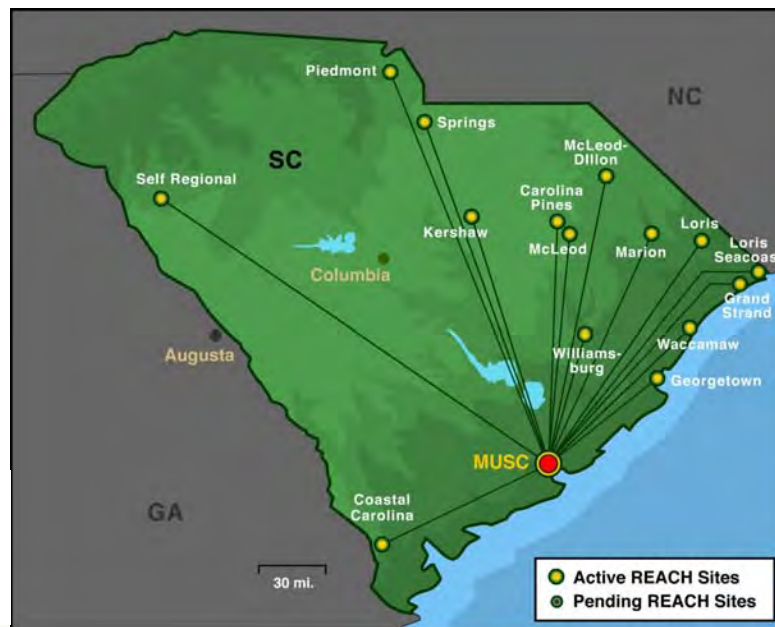 Piedmont
NC
Springs
McLeod-
Dillon
SC
Self Regional
Carolina
Pines
Kershaw
McLeod
Marion
Loris
Loris
Seacoas
Columbia
Grand
Strand
Augusta
Williams-
burg
Waccamaw
Georgetown
MUSC
GA
Coastal
Carolina
30 mi.
Active REACH Sites
Pending REACH Sites